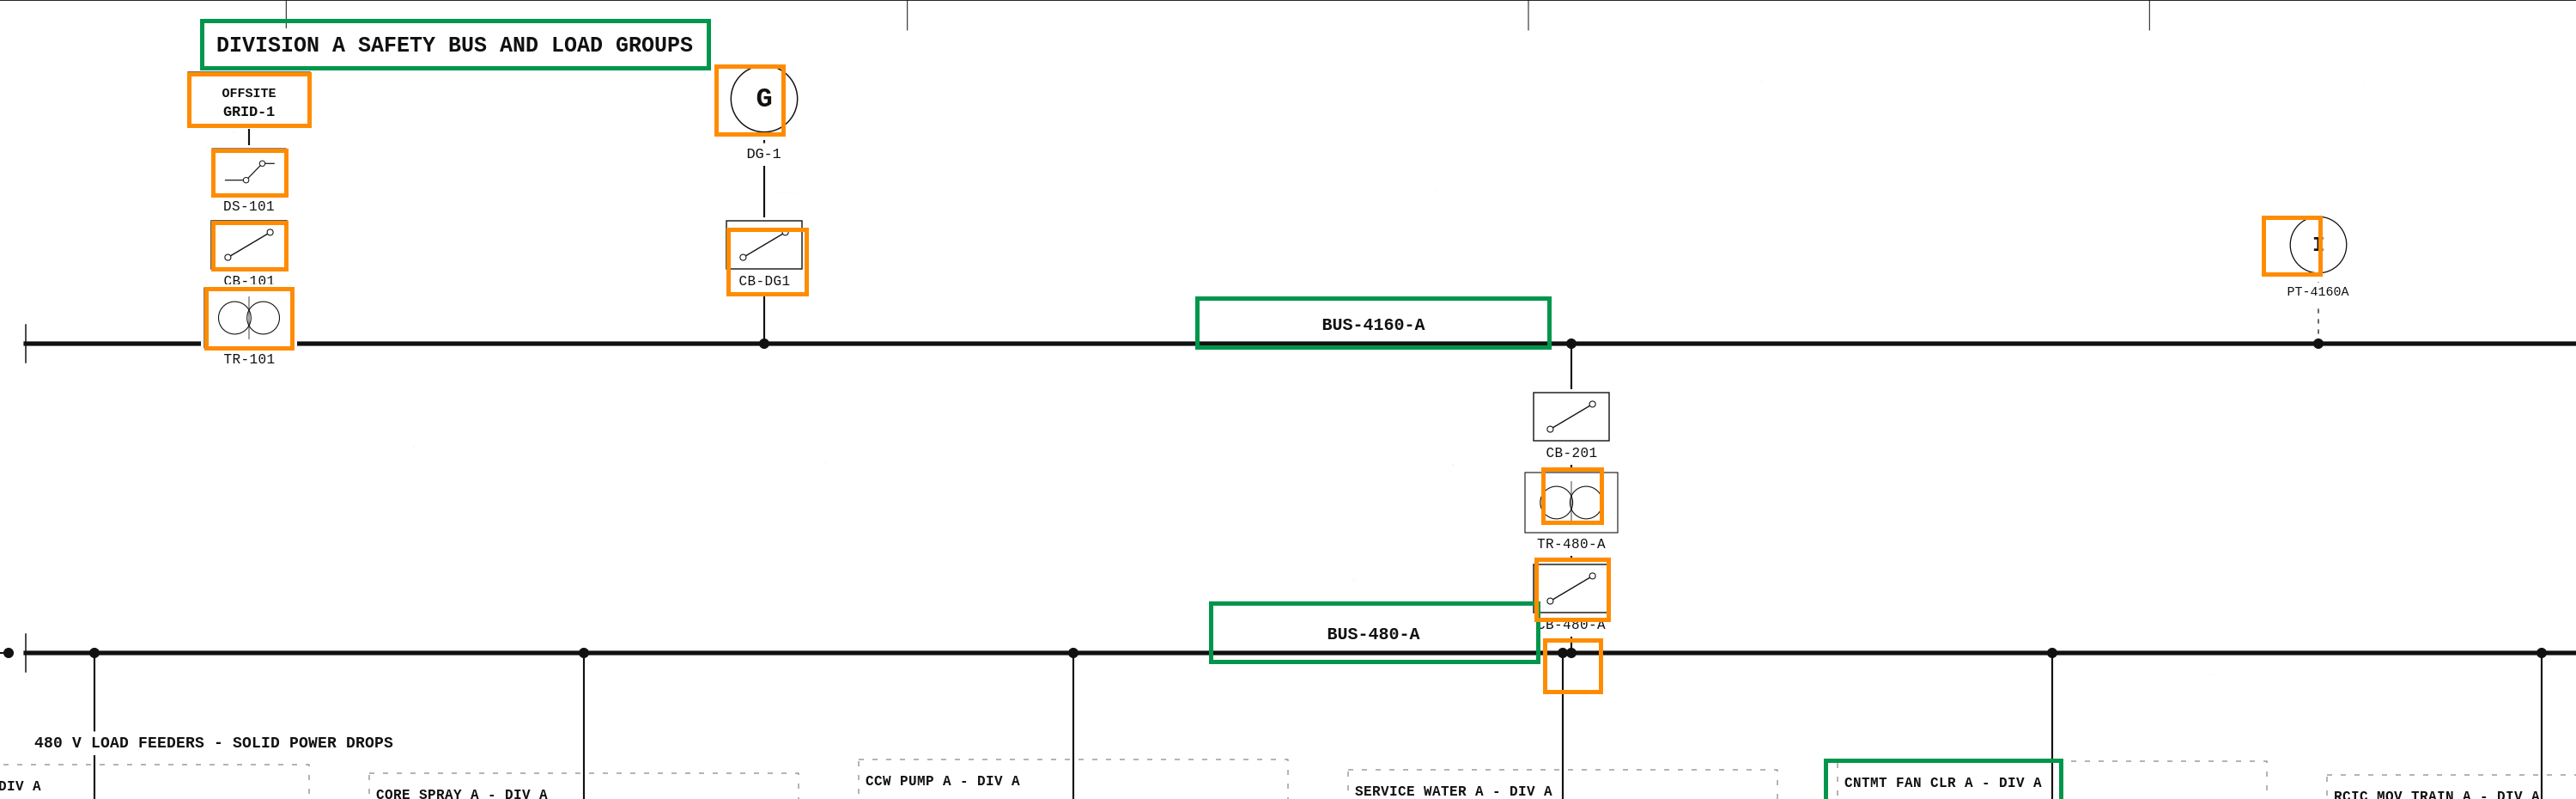 DIVISION A SAFETY BUS AND LOAD GROUPS
OFFSITE
GRID-1
G
DG-1
DS-101
CB-101
CB-DG1
I
PT-4160A
BUS-4160-A
TR-101
CB-201
TR-480-A
CB-480-A
BUS-480-A
480 V LOAD FEEDERS - SOLID POWER DROPS
DIV A
CORE SPRAY A - DIV A
CCW PUMP A - DIV A
SERVICE WATER A - DIV A
CNTMT FAN CLR A - DIV A
RCIC MOV TRAIN A - DIV A